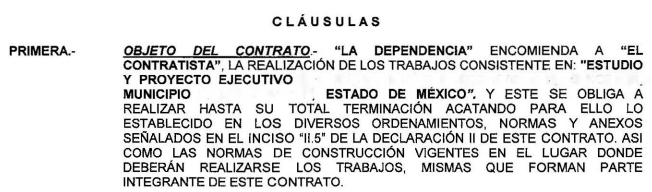 CLÁUSULAS
PRIMERA.- OBJETO DEL CONTRATO.- "LA DEPENDENCIA" ENCOMIENDA A "EL
CONTRATISTA", LA REALIZACIÓN DE LOS TRABAJOS CONSISTENTE EN: "ESTUDIO
Y PROYECTO EJECUTIVO
MUNICIPIO , ESTADO DE MÉXICO". Y ESTE SE OBLIGA A
REALIZAR HASTA SU TOTAL TERMINACIÓN ACATANDO PARA ELLO LO
ESTABLECIDO EN LOS DIVERSOS ORDENAMIENTOS, NORMAS Y ANEXOS
SEÑALADOS EN EL INCISO "II.5" DE LA DECLARACIÓN II DE ESTE CONTRATO. ASI
COMO LAS NORMAS DE CONSTRUCCIÓN VIGENTES EN EL LUGAR DONDE
DEBERÁN REALIZARSE LOS TRABAJOS, MISMAS QUE FORMAN PARTE
INTEGRANTE DE ESTE CONTRATO.